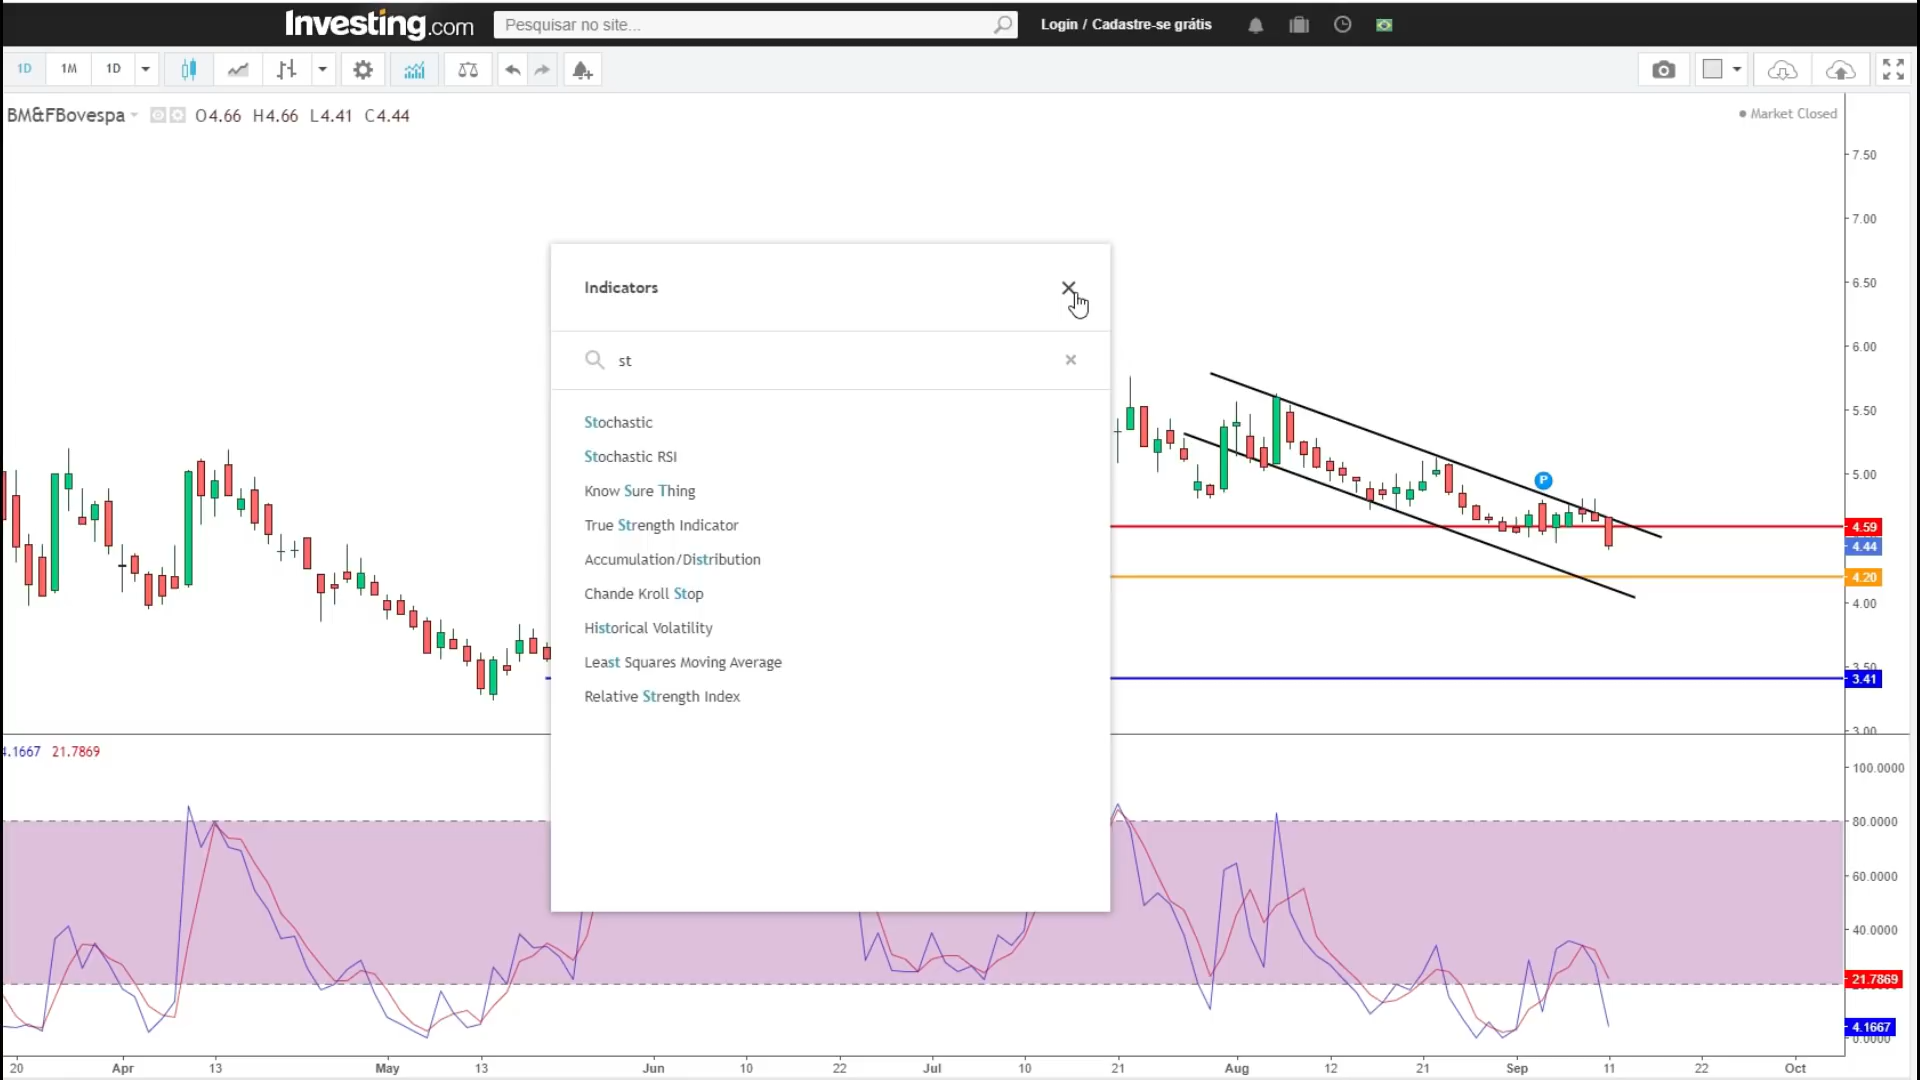 Investing.com
Pesquisar no site...
Login / Cadastre-se grátis
1D 1M 1D
BM&FBovespa O4.66 H4.66 L4.41 C4.44
Market Closed
7.50
7.00
6.50
6.00
5.50
5.00
4.59
4.44
4.20
4.00
3.50
3.41
3.00
P
Indicators
st
Stochastic
Stochastic RSI
Know Sure Thing
True Strength Indicator
Accumulation/Distribution
Chande Kroll Stop
Historical Volatility
Least Squares Moving Average
Relative Strength Index
4.1667 21.7869
100.0000
80.0000
60.0000
40.0000
21.7869
4.1667
0.0000
20 Apr 13 May 13 Jun 10 22 Jul 10 21 Aug 12 21 Sep 11 22 Oct